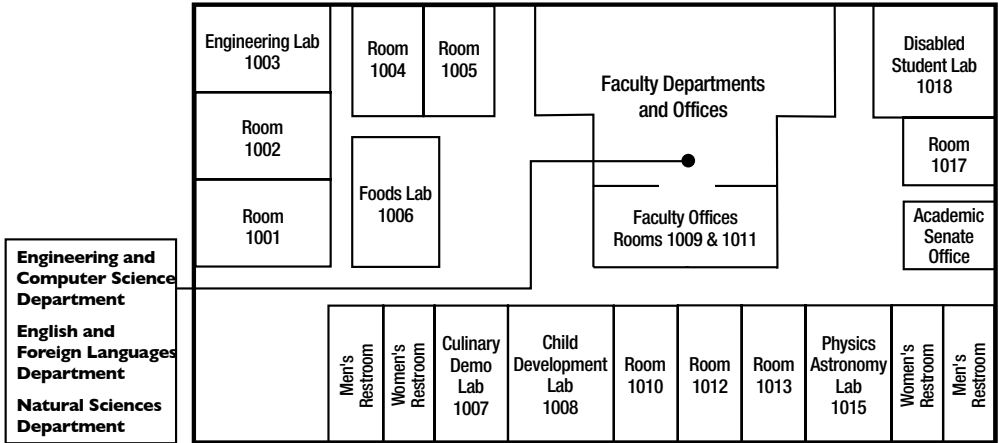 Engineering Lab
1003
Room
1004
Room
1005
Faculty Departments
and Offices
Disabled
Student Lab
1018
Room
1002
Room
1017
Foods Lab
1006
Room
1001
Faculty Offices
Rooms 1009 & 1011
Academic
Senate
Office
Engineering and
Computer Science
Department
English and
Foreign Languages
Department
Natural Sciences
Department
Men's
Restroom
Women's
Restroom
Culinary
Demo
Lab
1007
Child
Development
Lab
1008
Room
1010
Room
1012
Room
1013
Physics
Astronomy
Lab
1015
Women's
Restroom
Men's
Restroom